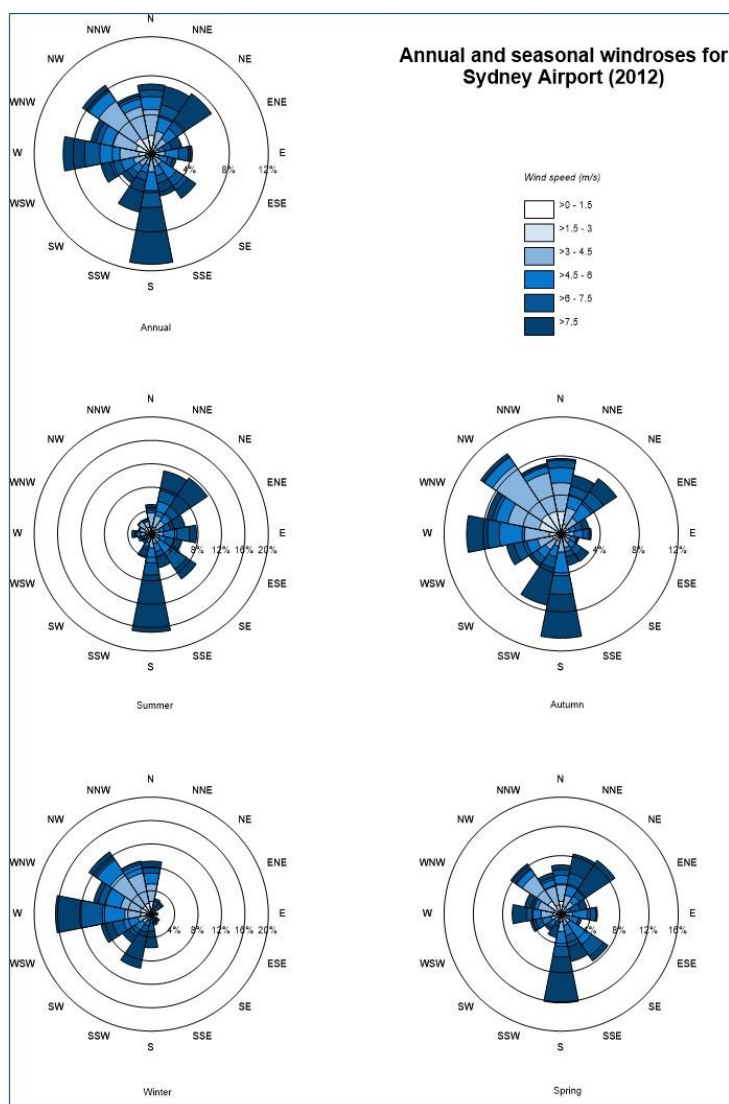 Annual and seasonal windroses for
Sydney Airport (2012)
N
NNW NNE
NW NE
WNW ENE
W E
4% 8% 12%
WSW ESE
SW SE
SSW SSE
S
Annual
Wind speed (m/s)
>0 - 1.5
>1.5 - 3
>3 - 4.5
>4.5 - 6
>6 - 7.5
>7.5
N
NNW NNE
NW NE
WNW ENE
W E
4% 8% 12% 16% 20%
WSW ESE
SW SE
SSW SSE
S
Summer
N
NNW NNE
NW NE
WNW ENE
W E
4% 8% 12%
WSW ESE
SW SE
SSW SSE
S
Autumn
N
NNW NNE
NW NE
WNW ENE
W E
4% 8% 12% 16% 20%
WSW ESE
SW SE
SSW SSE
S
Winter
N
NNW NNE
NW NE
WNW ENE
W E
4% 8% 12% 16%
WSW ESE
SW SE
SSW SSE
S
Spring